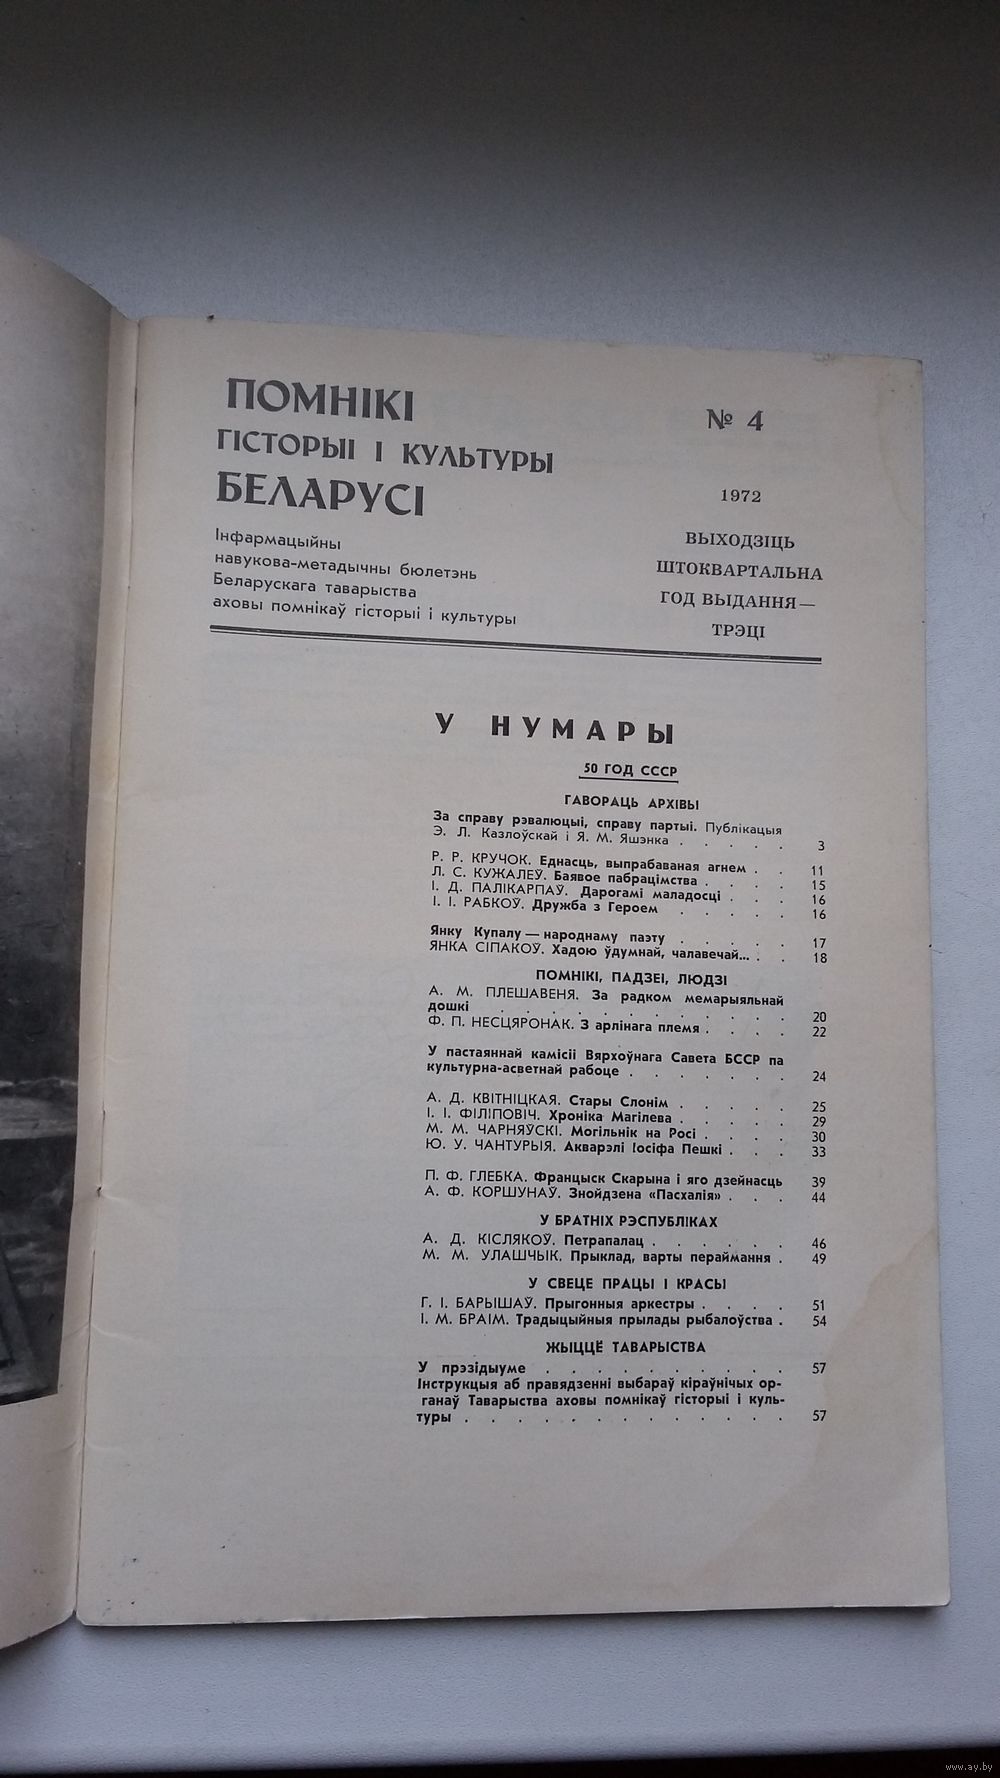 ПОМНІКІ
ГІСТОРЫІ І КУЛЬТУРЫ
БЕЛАРУСІ
Інфармацыйны
навукова-метадычны бюлетэнь
Беларускага таварыства
аховы помнікаў гісторыі і культуры
№ 4
1972
ВЫХОДЗІЦЬ
ШТОКВАРТАЛЬНА
ГОД ВЫДАННЯ—
ТРЭЦІ
У НУМАРЫ
50 ГОД СССР
ГАВОРАЦЬ АРХІВЫ
За справу рэвалюцыі, справу партыі. Публікацыя
Э. Л. Казлоўскай і Я. М. Яшэнка . . . . . 3
Р. Р. КРУЧОК. Еднасць, выпрабаваная агнем . . 11
Л. С. КУЖАЛЕЎ. Баявое пабрацімства . . . . 15
І. Д. ПАЛІКАРПАЎ. Дарогамі маладосці . . . 16
І. І. РАБКОЎ. Дружба з Героем . . . . . 16
Янку Купалу — народнаму паэту . . . . . 17
ЯНКА СІПАКОЎ. Хадою ўдумнай, чалавечай... . . 18
ПОМНІКІ, ПАДЗЕІ, ЛЮДЗІ
А. М. ПЛЕШАВЕНЯ. За радком мемарыяльнай
дошкі . . . . . . . . . . . 20
Ф. П. НЕСЦЯРОНАК. З арлінага племя . . . . 22
У пастаяннай камісіі Вярхоўнага Савета БССР па
культурна-асветнай рабоце . . . . . . . 24
А. Д. КВІТНІЦКАЯ. Стары Слонім . . . . . 25
І. І. ФІЛІПОВІЧ. Хроніка Магілева . . . . . 29
М. М. ЧАРНЯЎСКІ. Могільнік на Росі . . . . 30
Ю. У. ЧАНТУРЫЯ. Акварэлі Іосіфа Пешкі . . . 33
П. Ф. ГЛЕБКА. Францыск Скарына і яго дзейнасць 39
А. Ф. КОРШУНАЎ. Знойдзена «Пасхалія» . . . 44
У БРАТНІХ РЭСПУБЛІКАХ
А. Д. КІСЛЯКОЎ. Петрапалац . . . . . . 46
М. М. УЛАШЧЫК. Прыклад, варты пераймання . 49
У СВЕЦЕ ПРАЦЫ І КРАСЫ
Г. І. БАРЫШАЎ. Прыгонныя аркестры . . . . 51
І. М. БРАІМ. Традыцыйныя прылады рыбалоўства . 54
ЖЫЦЦЁ ТАВАРЫСТВА
У прэзідыуме . . . . . . . . . . 57
Інструкцыя аб правядзенні выбараў кіраўнічых ор-
ганаў Таварыства аховы помнікаў гісторыі і куль-
туры . . . . . . . . . . . . . 57
www.ay.by